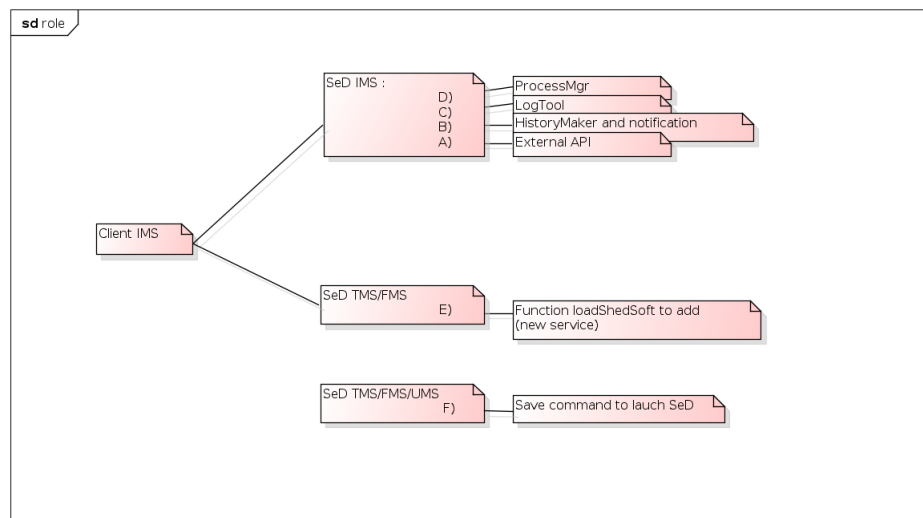 sd role
SeD IMS :
D)
C)
B)
A)
ProcessMgr
LogTool
HistoryMaker and notification
External API
Client IMS
SeD TMS/FMS
E)
Function loadShedSoft to add
(new service)
SeD TMS/FMS/UMS
F)
Save command to lauch SeD